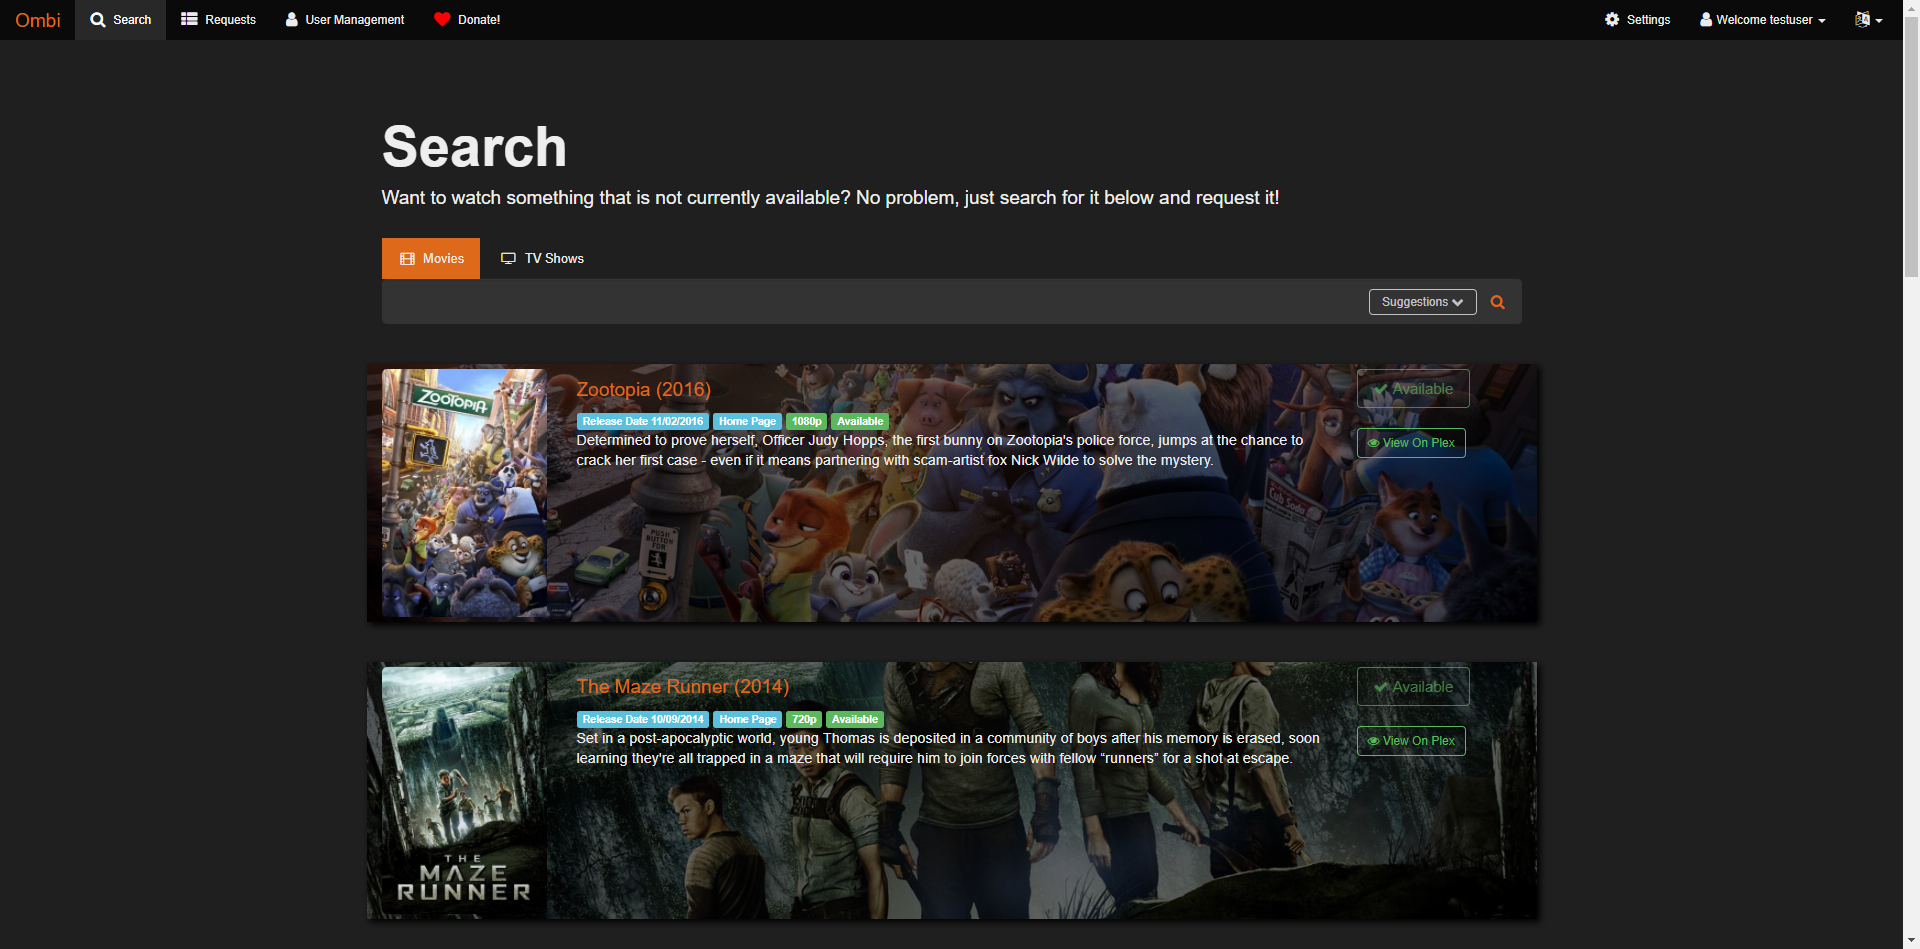 Ombi
Search
Requests
User Management
Donate!
Settings
Welcome testuser
Search
Want to watch something that is not currently available? No problem, just search for it below and request it!
Movies
TV Shows
Suggestions
ZOOTOPIA
Zootopia (2016)
Release Date 11/02/2016
Home Page
1080p
Available
Determined to prove herself, Officer Judy Hopps, the first bunny on Zootopia's police force, jumps at the chance to
crack her first case - even if it means partnering with scam-artist fox Nick Wilde to solve the mystery.
Available
View On Plex
PUSH
BUTTON
FOR
Cub Soda
THE
MAZE
RUNNER
The Maze Runner (2014)
Release Date 10/09/2014
Home Page
720p
Available
Set in a post-apocalyptic world, young Thomas is deposited in a community of boys after his memory is erased, soon
learning they're all trapped in a maze that will require him to join forces with fellow “runners” for a shot at escape.
Available
View On Plex